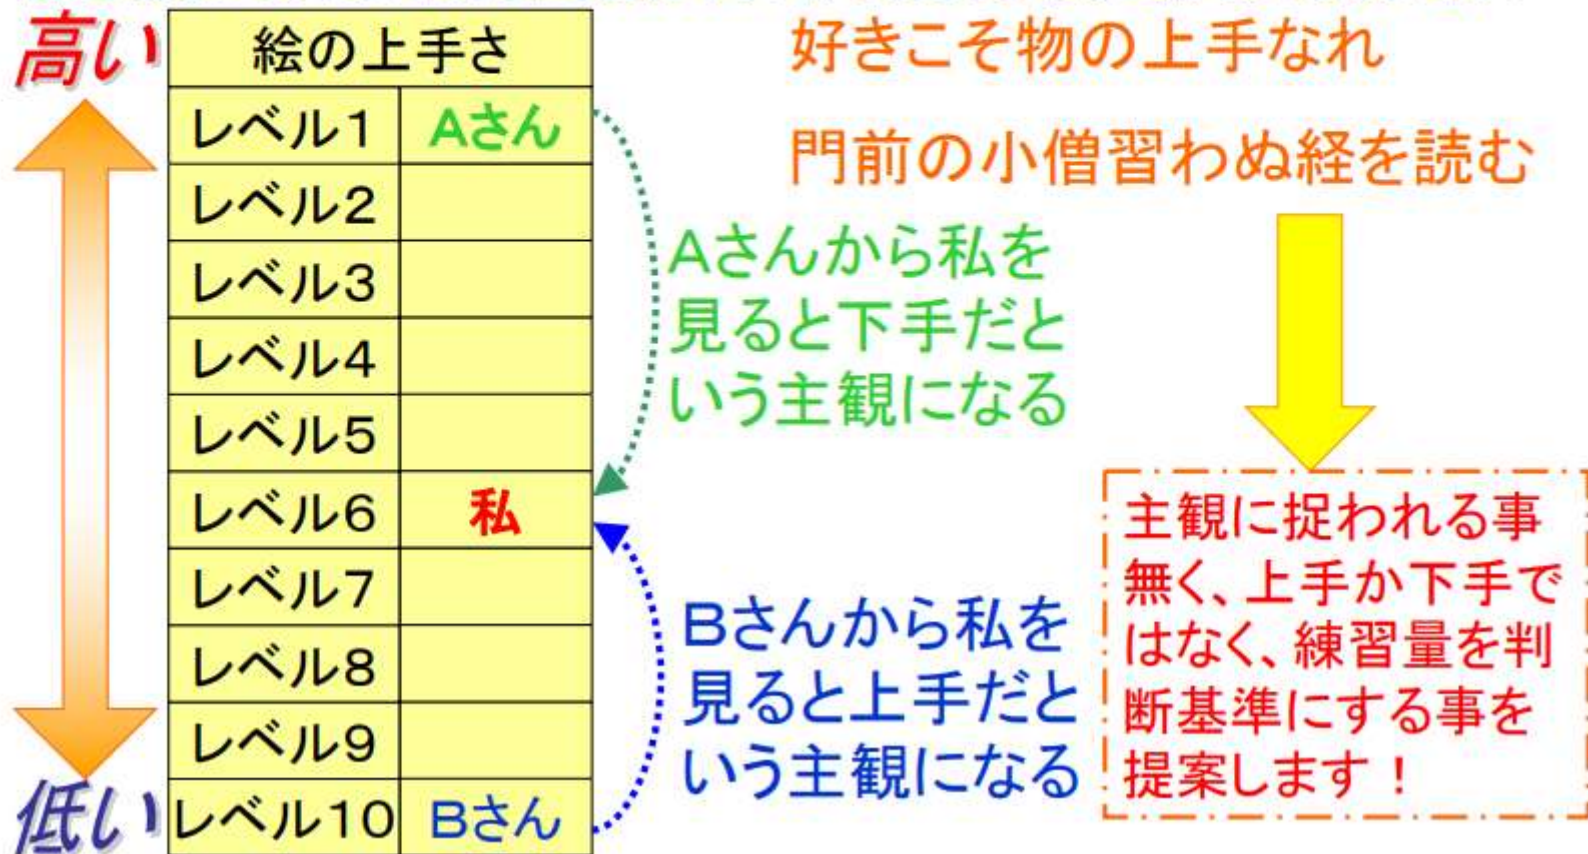 高い
絵の上手さ
レベル1 Aさん
レベル2
レベル3
レベル4
レベル5
レベル6 私
レベル7
レベル8
レベル9
レベル10 Bさん
低い
好きこそ物の上手なれ
門前の小僧習わぬ経を読む
Aさんから私を
見ると下手だと
いう主観になる
Bさんから私を
見ると上手だと
いう主観になる
主観に捉われる事
無く、上手か下手で
はなく、練習量を判
断基準にする事を
提案します！